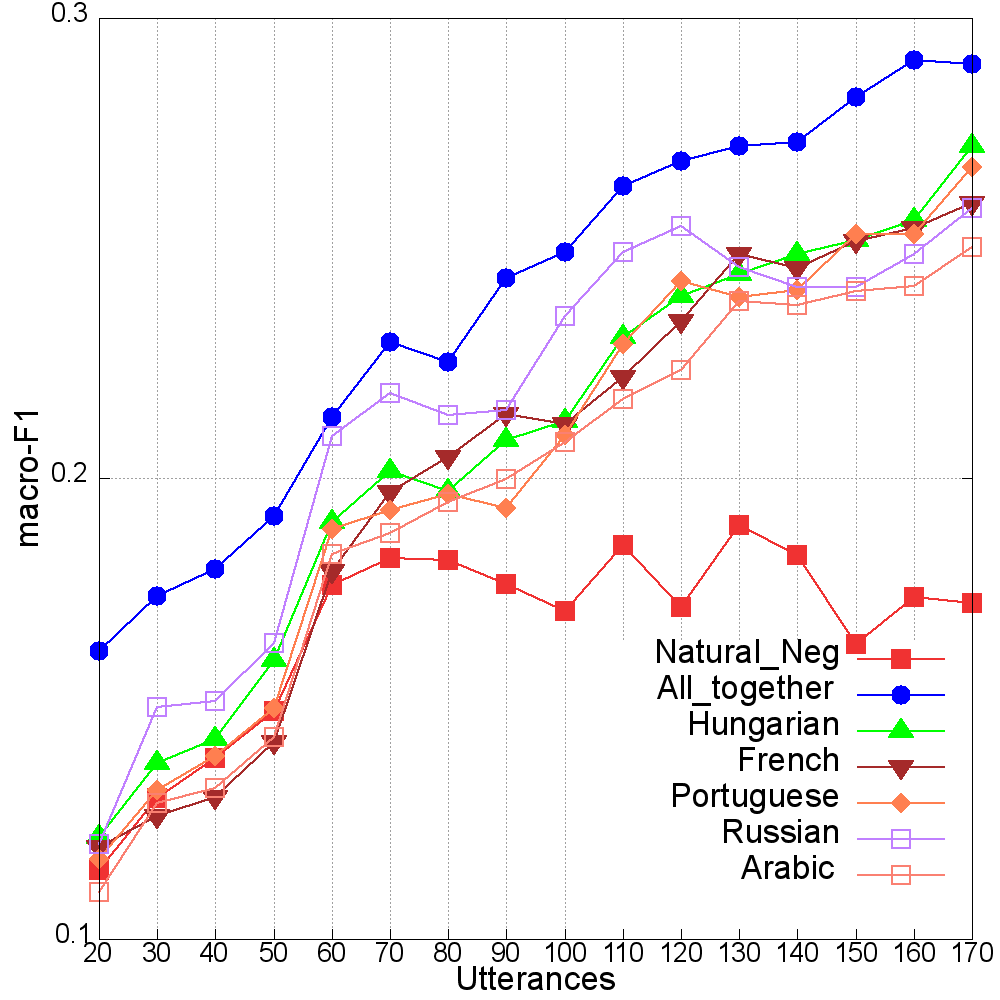 0.3
0.2
0.1
macro-F1
Natural_Neg
All_together
Hungarian
French
Portuguese
Russian
Arabic
20 30 40 50 60 70 80 90 100 110 120 130 140 150 160 170
Utterances